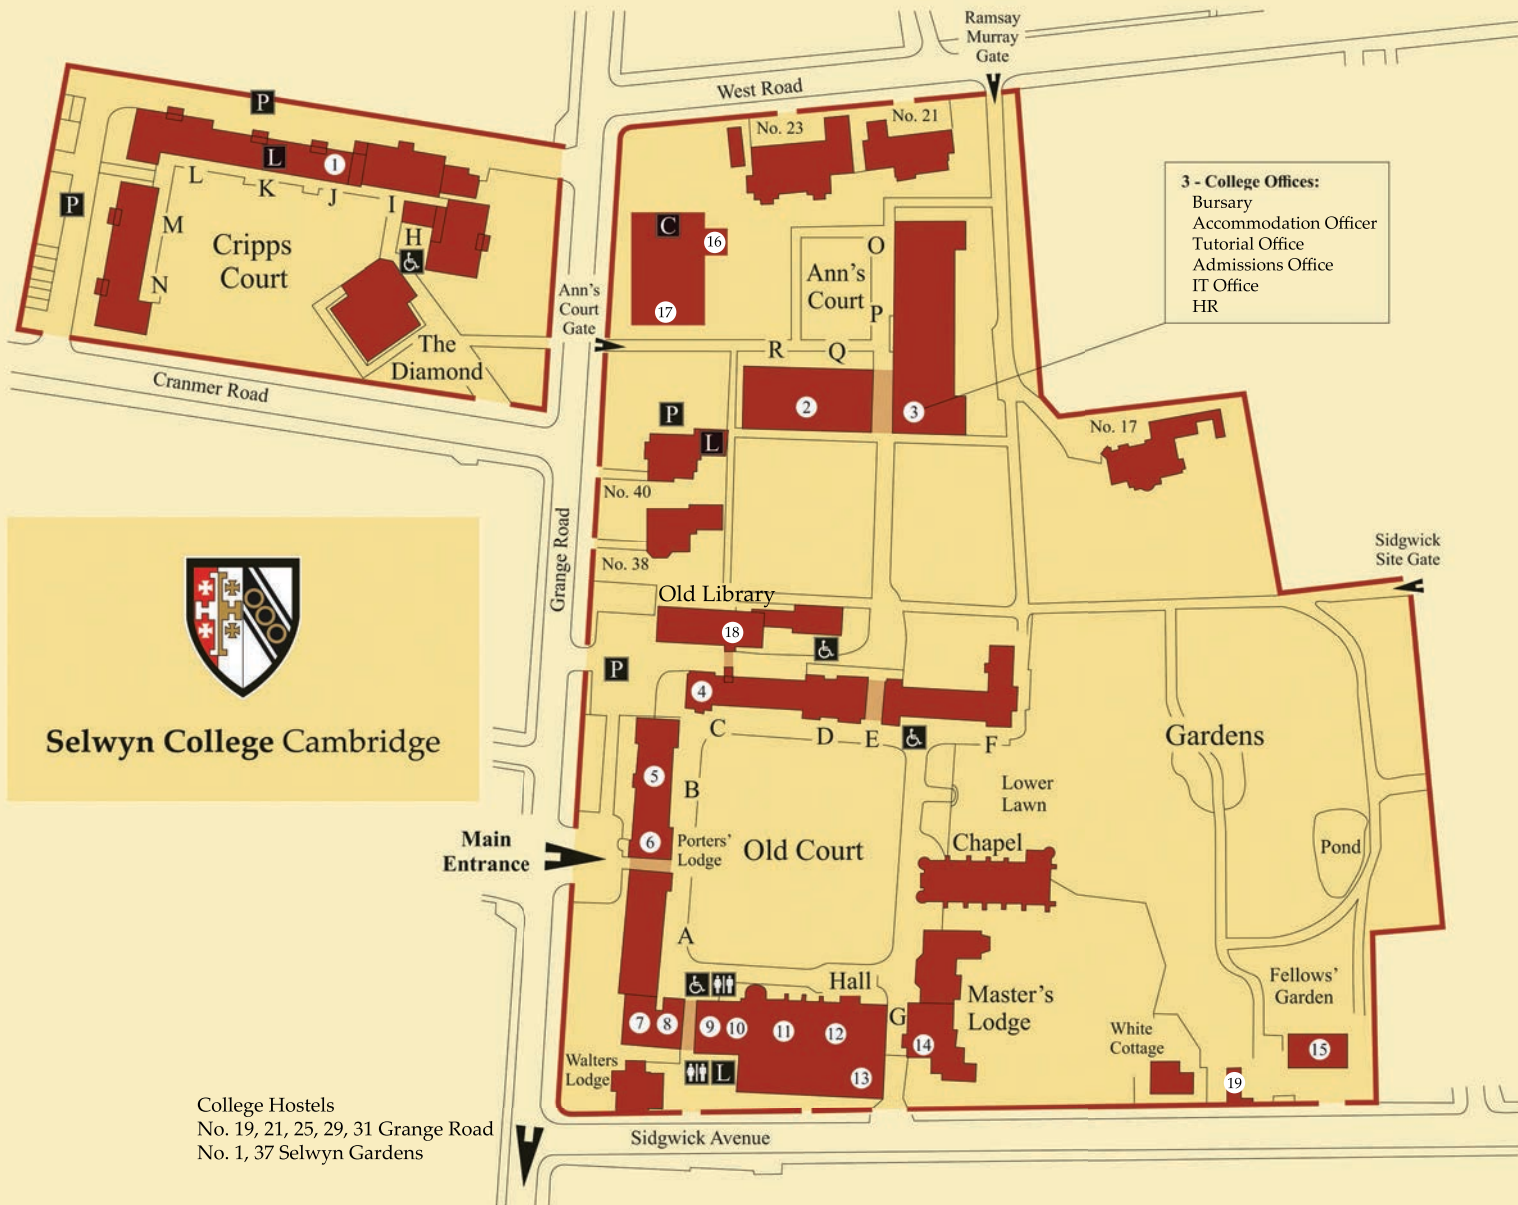 Ramsay
Murray
Gate
West Road
No. 23
No. 21
P
L
1
L
K
J
I
H
M
N
P
Cripps
Court
The
Diamond
Cranmer Road
C
16
17
Ann's
Court
Gate
Ann's
Court
O
P
R
Q
2
3
3 - College Offices:
Bursary
Accommodation Officer
Tutorial Office
Admissions Office
IT Office
HR
No. 17
P
L
No. 40
No. 38
Grange Road
Sidgwick
Site Gate
Selwyn College Cambridge
Old Library
18
P
4
C
D
E
F
5
B
6
Porters'
Lodge
Main
Entrance
Old Court
Lower
Lawn
Chapel
Gardens
Pond
A
Hall
G
Master's
Lodge
Fellows'
Garden
White
Cottage
7
8
9
10
11
12
13
14
15
19
L
Walters
Lodge
Sidgwick Avenue
College Hostels
No. 19, 21, 25, 29, 31 Grange Road
No. 1, 37 Selwyn Gardens